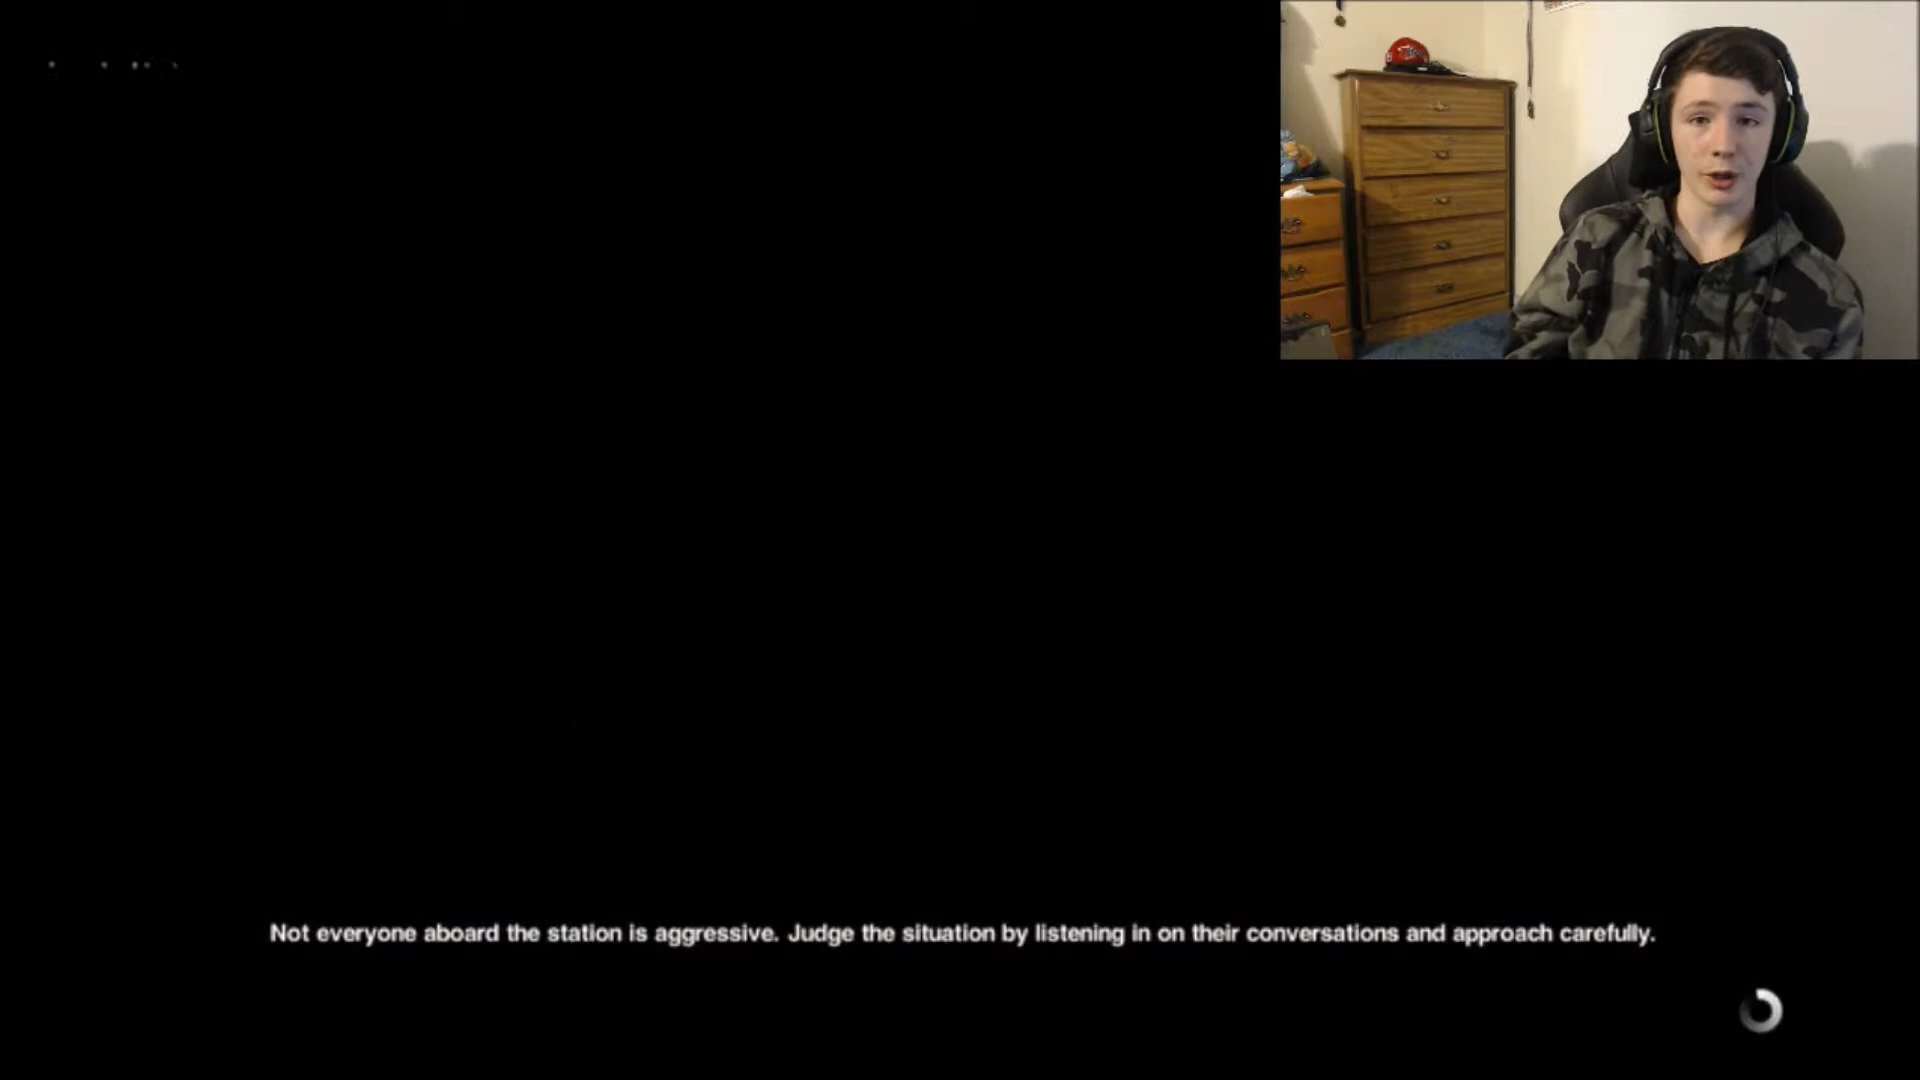 Not everyone aboard the station is aggressive. Judge the situation by listening in on their conversations and approach carefully.